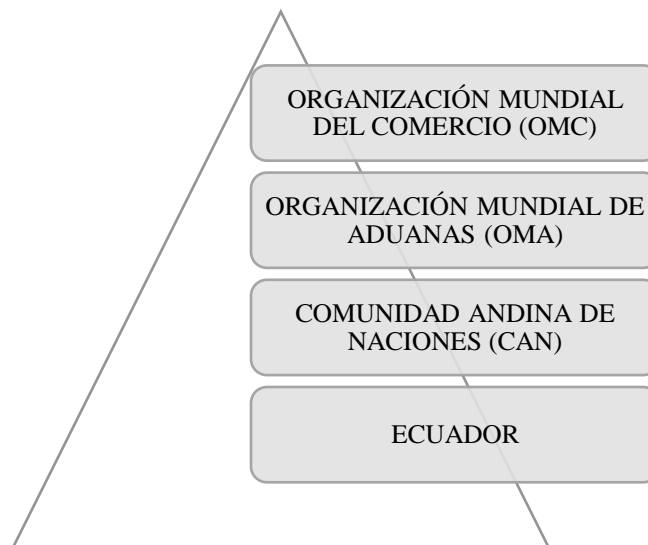 ORGANIZACIÓN MUNDIAL
DEL COMERCIO (OMC)
ORGANIZACIÓN MUNDIAL DE
ADUANAS (OMA)
COMUNIDAD ANDINA DE
NACIONES (CAN)
ECUADOR